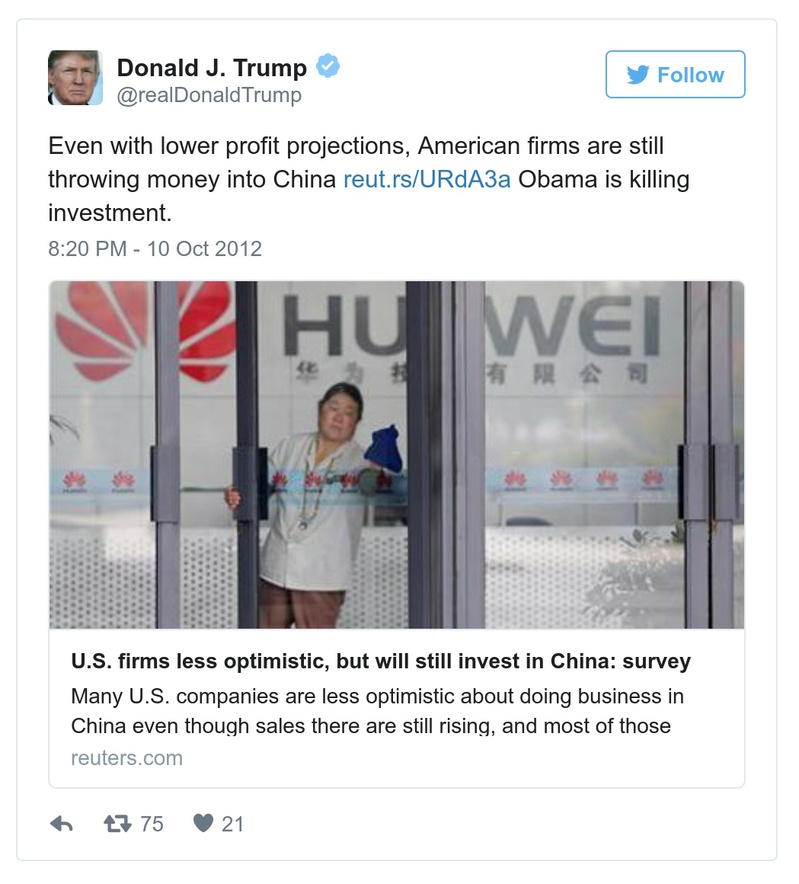 Donald J. Trump
@realDonaldTrump
Follow
Even with lower profit projections, American firms are still
throwing money into China reut.rs/URdA3a Obama is killing
investment.
8:20 PM - 10 Oct 2012
HU WEI
华 为 技 有 限 公 司
U.S. firms less optimistic, but will still invest in China: survey
Many U.S. companies are less optimistic about doing business in
China even though sales there are still rising, and most of those
reuters.com
75 21